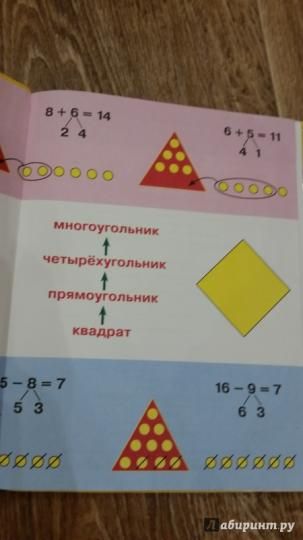 8 + 6 = 14
2 4
6 + 5 = 11
4 1
многоугольник
четырёхугольник
прямоугольник
квадрат
5 – 8 = 7
5 3
16 – 9 = 7
6 3
Лабиринт.ру